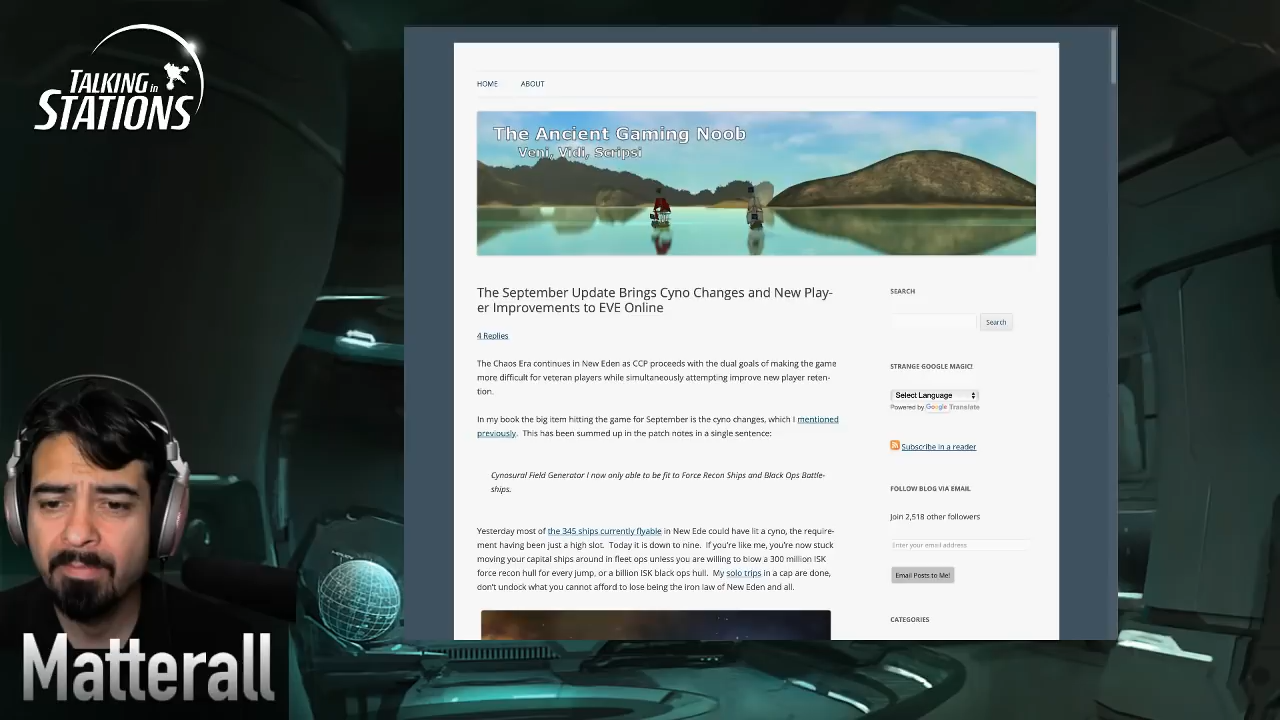 TALKING in
STATIONS
HOME ABOUT
The Ancient Gaming Noob
Veni, Vidi, Scripsi
The September Update Brings Cyno Changes and New Play-
er Improvements to EVE Online
4 Replies
The Chaos Era continues in New Eden as CCP proceeds with the dual goals of making the game
more difficult for veteran players while simultaneously attempting improve new player reten-
tion.
In my book the big item hitting the game for September is the cyno changes, which I mentioned
previously. This has been summed up in the patch notes in a single sentence:
Cynosural Field Generator I now only able to be fit to Force Recon Ships and Black Ops Battle-
ships.
Yesterday most of the 345 ships currently flyable in New Ede could have lit a cyno, the require-
ment having been just a high slot. Today it is down to nine. If you're like me, you're now stuck
moving your capital ships around in fleet ops unless you are willing to blow a 300 million ISK
force recon hull for every jump, or a billion ISK black ops hull. My solo trips in a cap are done,
don't undock what you cannot afford to lose being the iron law of New Eden and all.
SEARCH
Search
STRANGE GOOGLE MAGIC!
Select Language
Powered by Google Translate
Subscribe in a reader
FOLLOW BLOG VIA EMAIL
Join 2,518 other followers
Enter your email address
Email Posts to Me!
CATEGORIES
Matterall